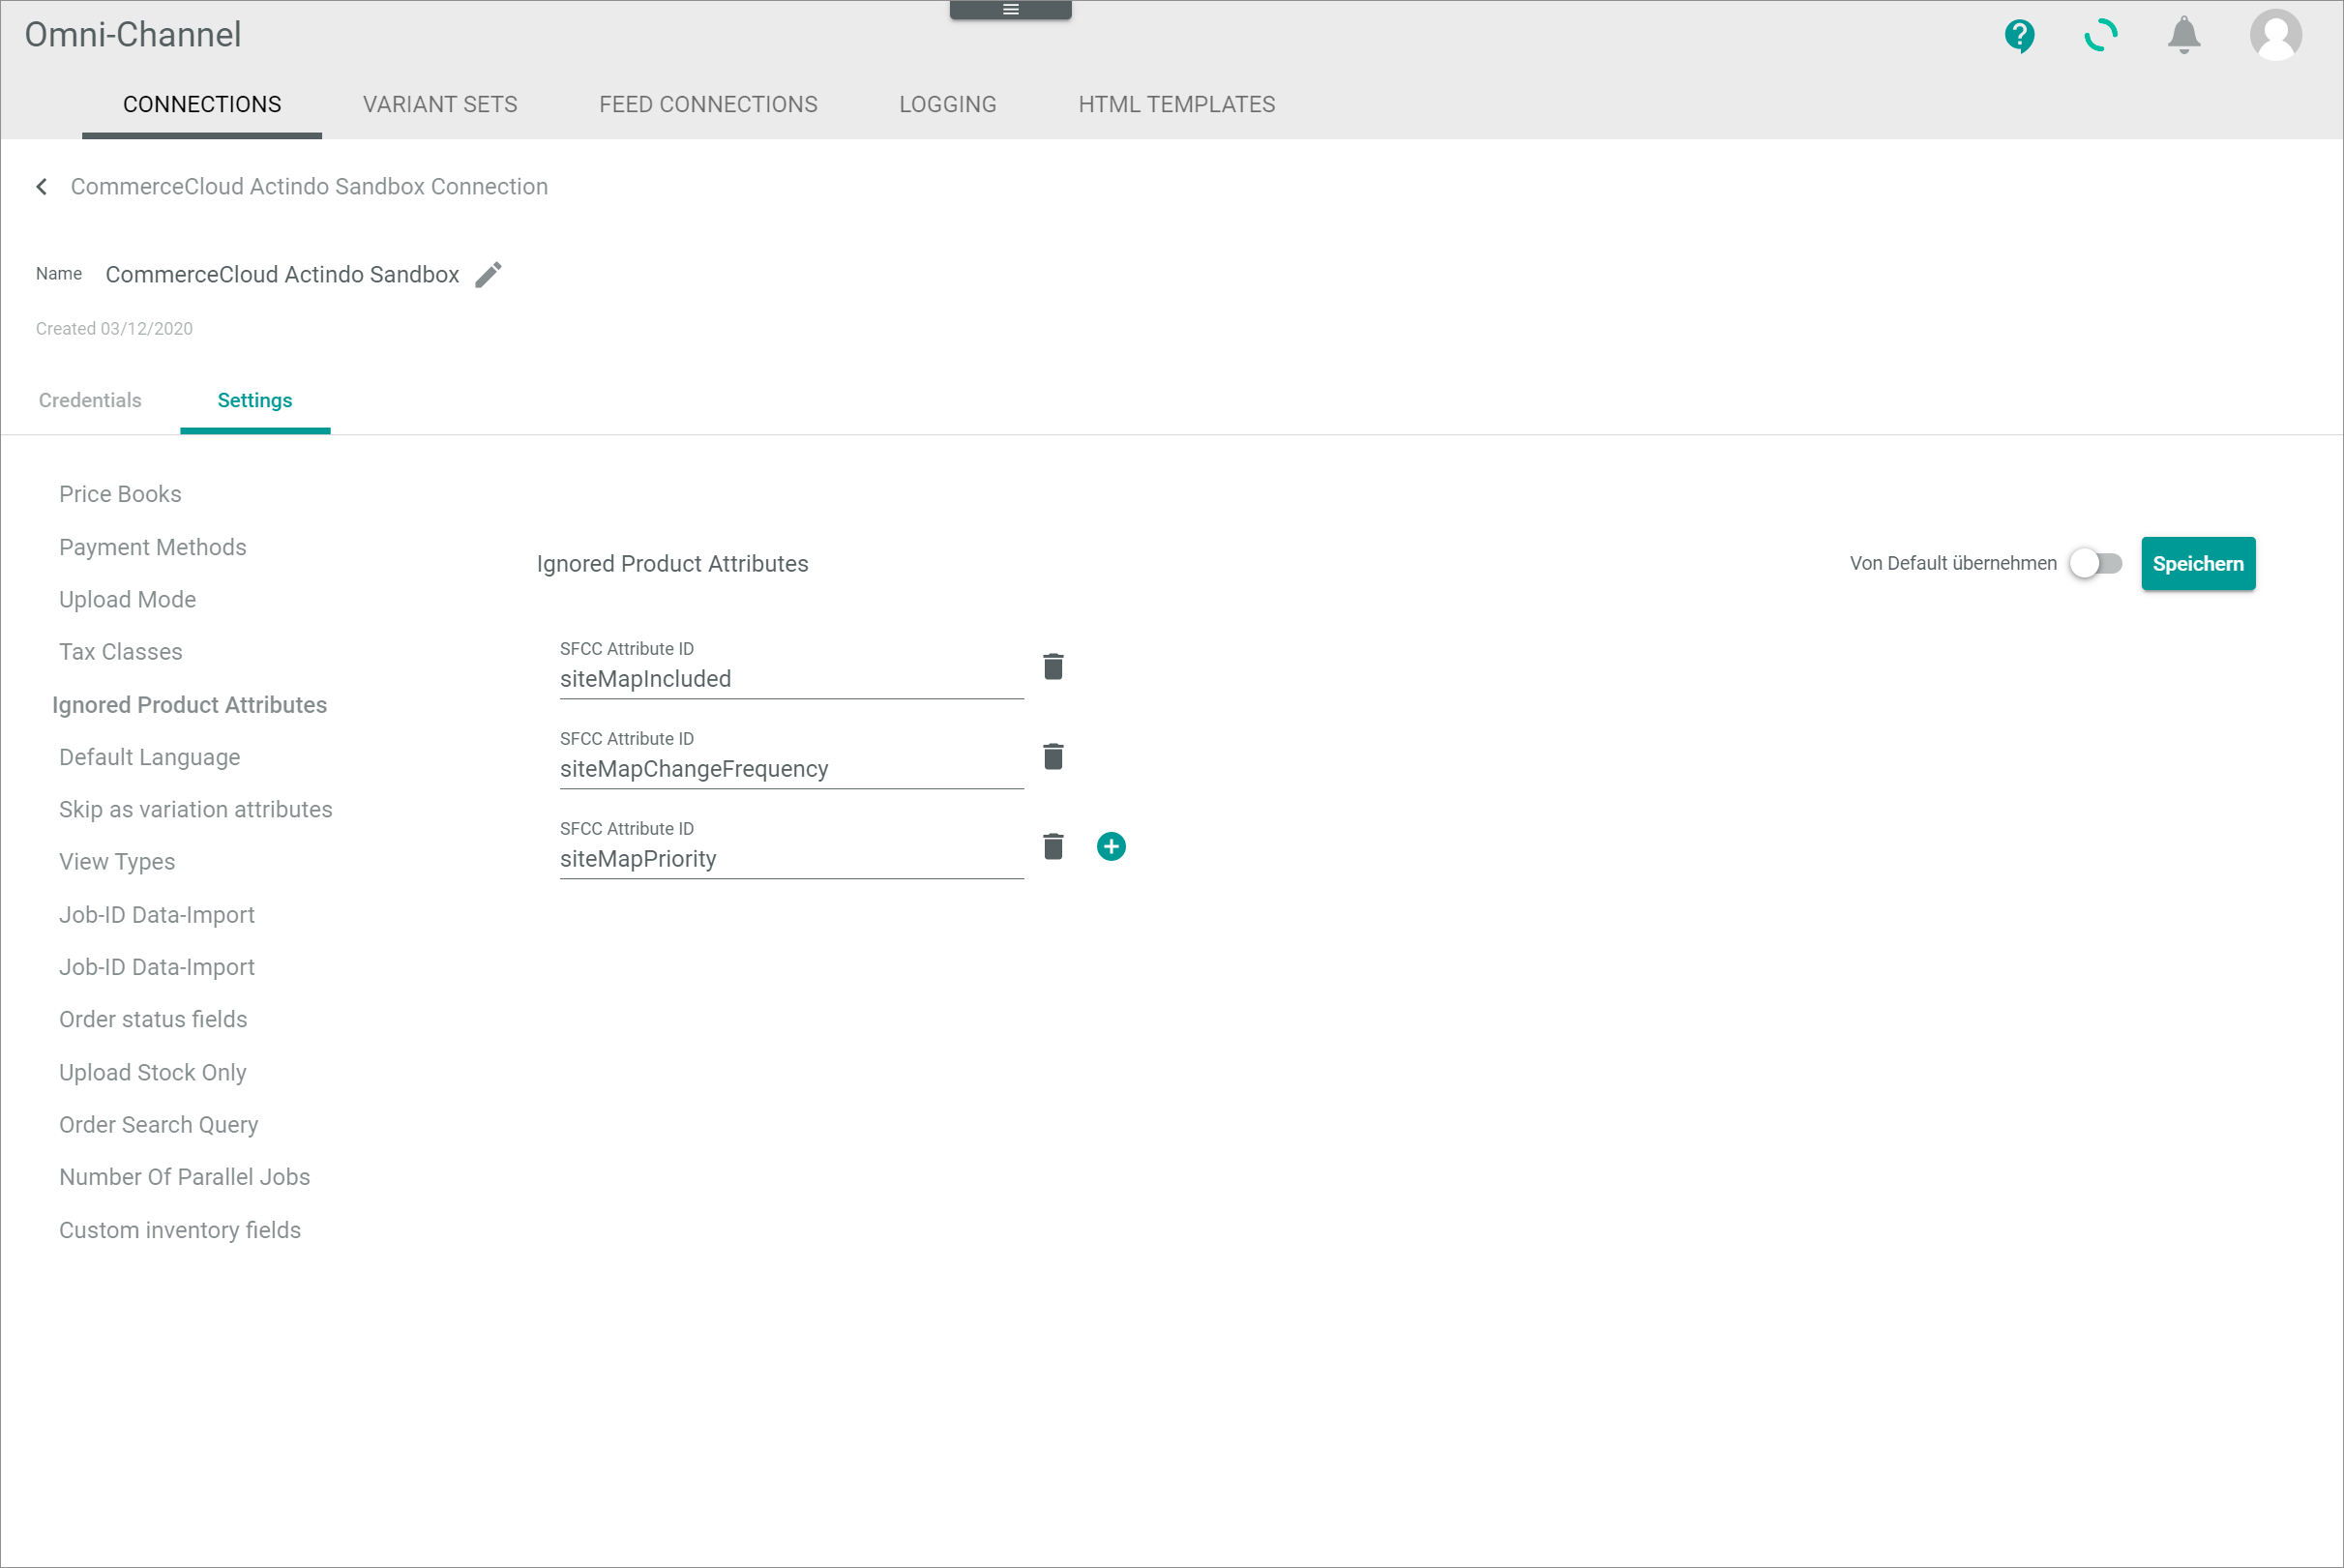 Omni-Channel
CONNECTIONS VARIANT SETS FEED CONNECTIONS LOGGING HTML TEMPLATES
CommerceCloud Actindo Sandbox Connection
Name CommerceCloud Actindo Sandbox
Created 03/12/2020
Credentials Settings
Price Books
Payment Methods
Upload Mode
Tax Classes
Ignored Product Attributes
Default Language
Skip as variation attributes
View Types
Job-ID Data-Import
Job-ID Data-Import
Order status fields
Upload Stock Only
Order Search Query
Number Of Parallel Jobs
Custom inventory fields
Ignored Product Attributes
Von Default übernehmen Speichern
SFCC Attribute ID
siteMapIncluded
SFCC Attribute ID
siteMapChangeFrequency
SFCC Attribute ID
siteMapPriority